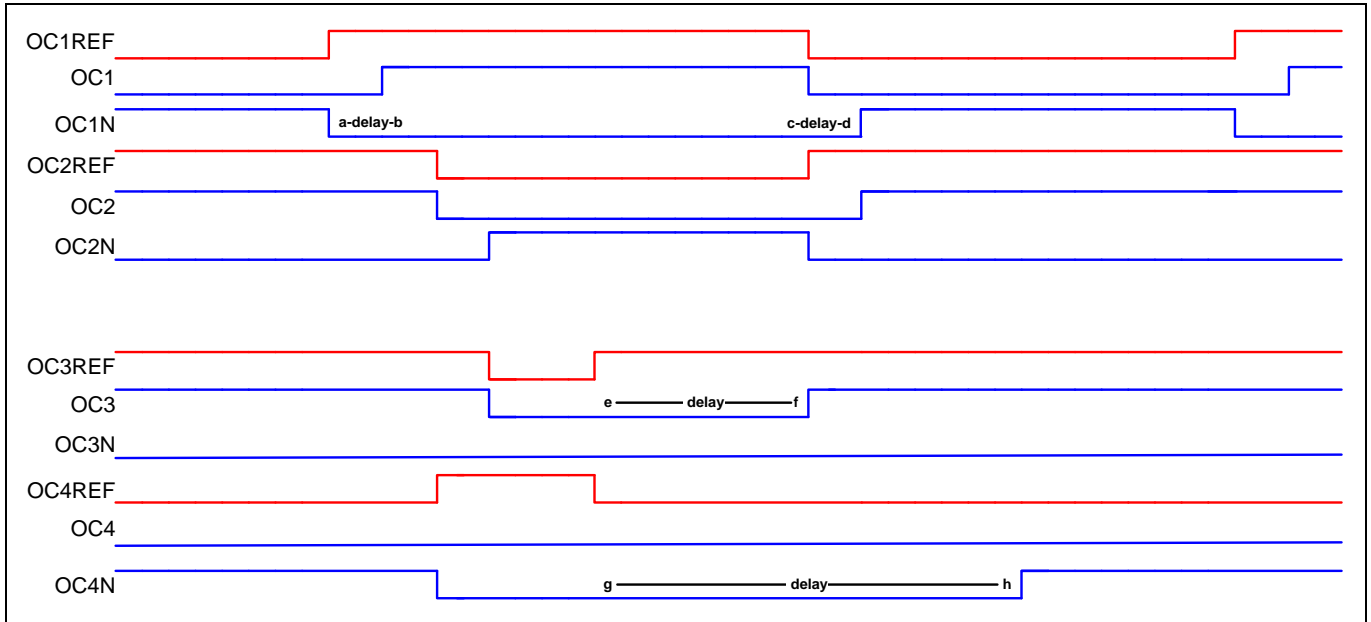 OC1REF
OC1
OC1N
a-delay-b
c-delay-d
OC2REF
OC2
OC2N
OC3REF
OC3
e delay f
OC3N
OC4REF
OC4
OC4N
g delay h